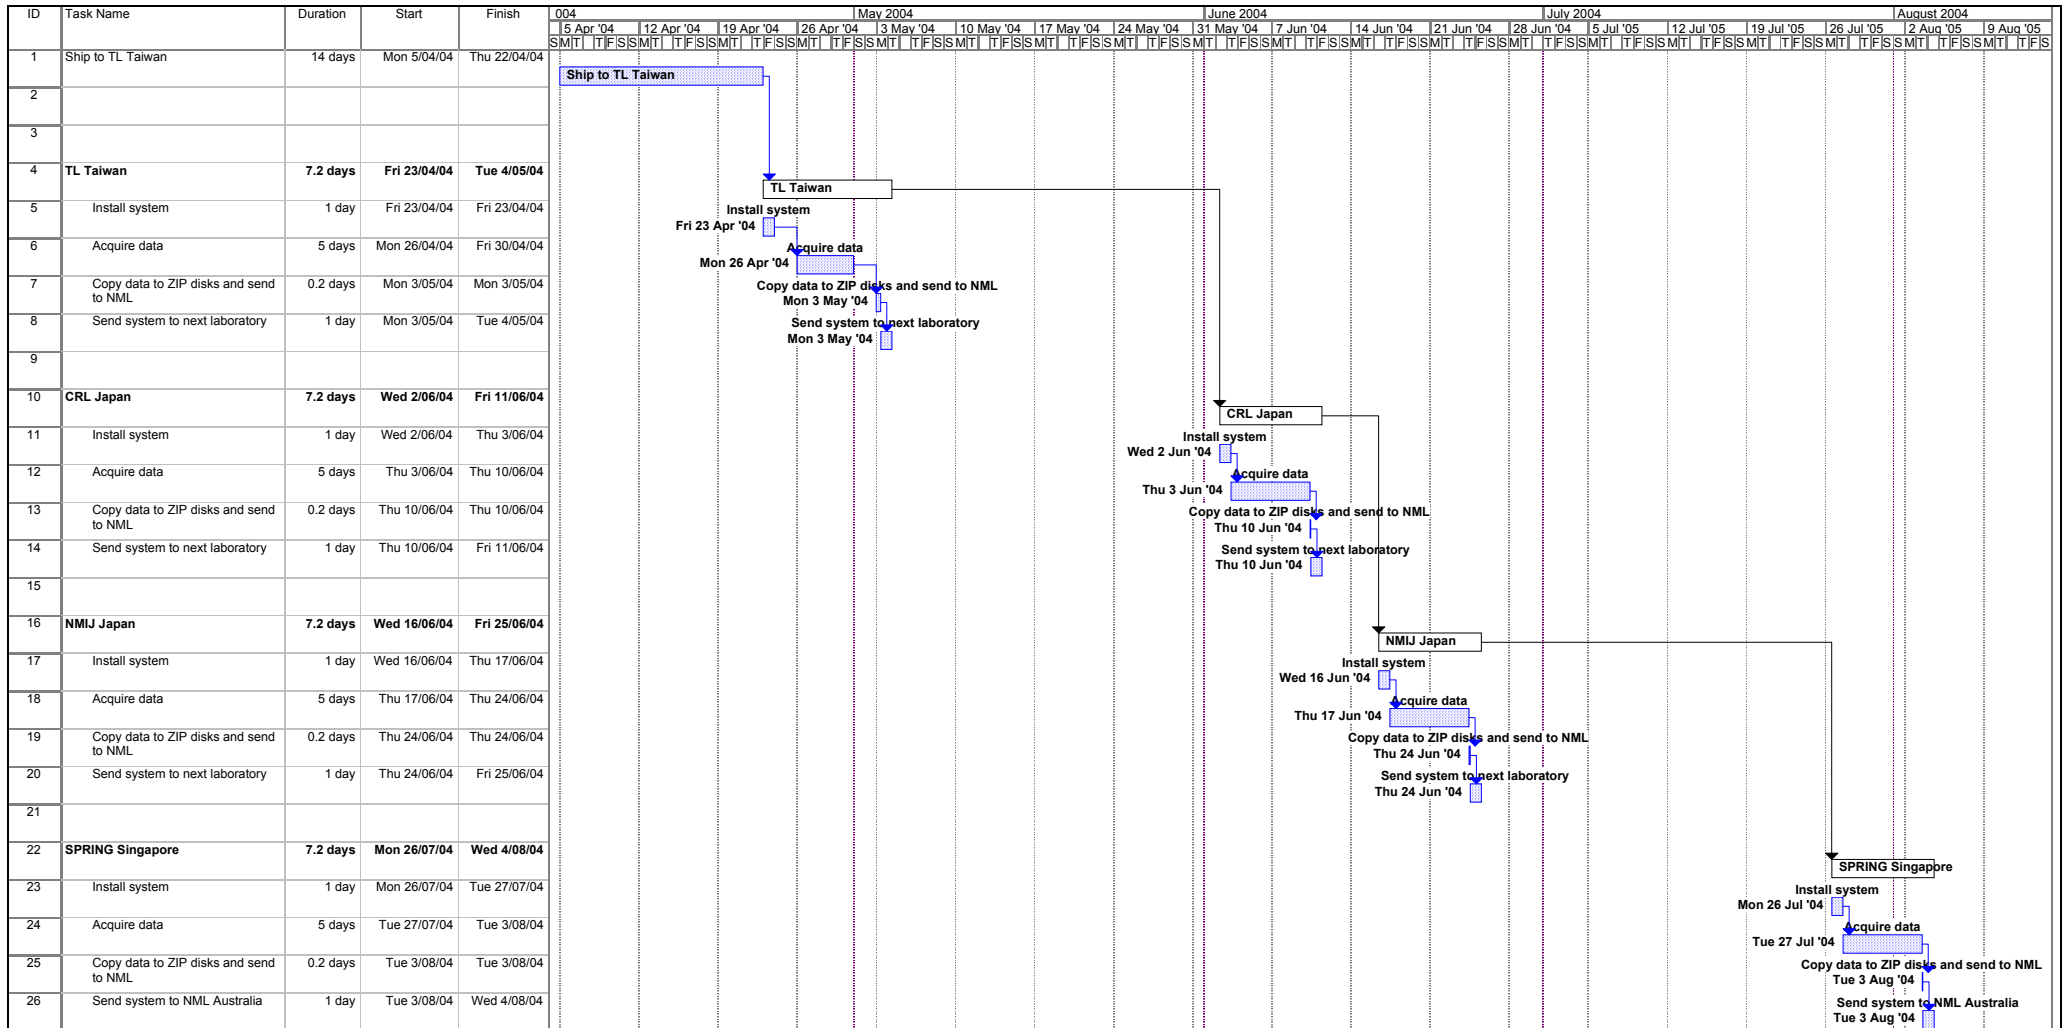 ID Task Name Duration Start Finish 004 May 2004 June 2004 July 2004 August 2004
5 Apr '04 12 Apr '04 19 Apr '04 26 Apr '04 3 May '04 10 May '04 17 May '04 24 May '04 31 May '04 7 Jun '04 14 Jun '04 21 Jun '04 28 Jun '04 5 Jul '05 12 Jul '05 19 Jul '05 26 Jul '05 2 Aug '05 9 Aug '05
S M T T F S S M T T F S S M T T F S S M T T F S S M T T F S S M T T F S S M T T F S S M T T F S S M T T F S S M T T F S S M T T F S S M T T F S S M T T F S S M T T F S S M T T F S S M T T F S S M T T F S S M T T F S S M T T F S
1 Ship to TL Taiwan 14 days Mon 5/04/04 Thu 22/04/04
Ship to TL Taiwan
2
3
4 TL Taiwan 7.2 days Fri 23/04/04 Tue 4/05/04
TL Taiwan
5 Install system 1 day Fri 23/04/04 Fri 23/04/04
Install system
Fri 23 Apr '04
6 Acquire data 5 days Mon 26/04/04 Fri 30/04/04
Acquire data
Mon 26 Apr '04
7 Copy data to ZIP disks and send 0.2 days Mon 3/05/04 Mon 3/05/04
to NML
Copy data to ZIP disks and send to NML
Mon 3 May '04
8 Send system to next laboratory 1 day Mon 3/05/04 Tue 4/05/04
Send system to next laboratory
Mon 3 May '04
9
10 CRL Japan 7.2 days Wed 2/06/04 Fri 11/06/04
CRL Japan
11 Install system 1 day Wed 2/06/04 Thu 3/06/04
Install system
Wed 2 Jun '04
12 Acquire data 5 days Thu 3/06/04 Thu 10/06/04
Acquire data
Thu 3 Jun '04
13 Copy data to ZIP disks and send 0.2 days Thu 10/06/04 Thu 10/06/04
to NML
Copy data to ZIP disks and send to NML
Thu 10 Jun '04
14 Send system to next laboratory 1 day Thu 10/06/04 Fri 11/06/04
Send system to next laboratory
Thu 10 Jun '04
15
16 NMIJ Japan 7.2 days Wed 16/06/04 Fri 25/06/04
NMIJ Japan
17 Install system 1 day Wed 16/06/04 Thu 17/06/04
Install system
Wed 16 Jun '04
18 Acquire data 5 days Thu 17/06/04 Thu 24/06/04
Acquire data
Thu 17 Jun '04
19 Copy data to ZIP disks and send 0.2 days Thu 24/06/04 Thu 24/06/04
to NML
Copy data to ZIP disks and send to NML
Thu 24 Jun '04
20 Send system to next laboratory 1 day Thu 24/06/04 Fri 25/06/04
Send system to next laboratory
Thu 24 Jun '04
21
22 SPRING Singapore 7.2 days Mon 26/07/04 Wed 4/08/04
SPRING Singapore
23 Install system 1 day Mon 26/07/04 Tue 27/07/04
Install system
Mon 26 Jul '04
24 Acquire data 5 days Tue 27/07/04 Tue 3/08/04
Acquire data
Tue 27 Jul '04
25 Copy data to ZIP disks and send 0.2 days Tue 3/08/04 Tue 3/08/04
to NML
Copy data to ZIP disks and send to NML
Tue 3 Aug '04
26 Send system to NML Australia 1 day Tue 3/08/04 Wed 4/08/04
Send system to NML Australia
Tue 3 Aug '04